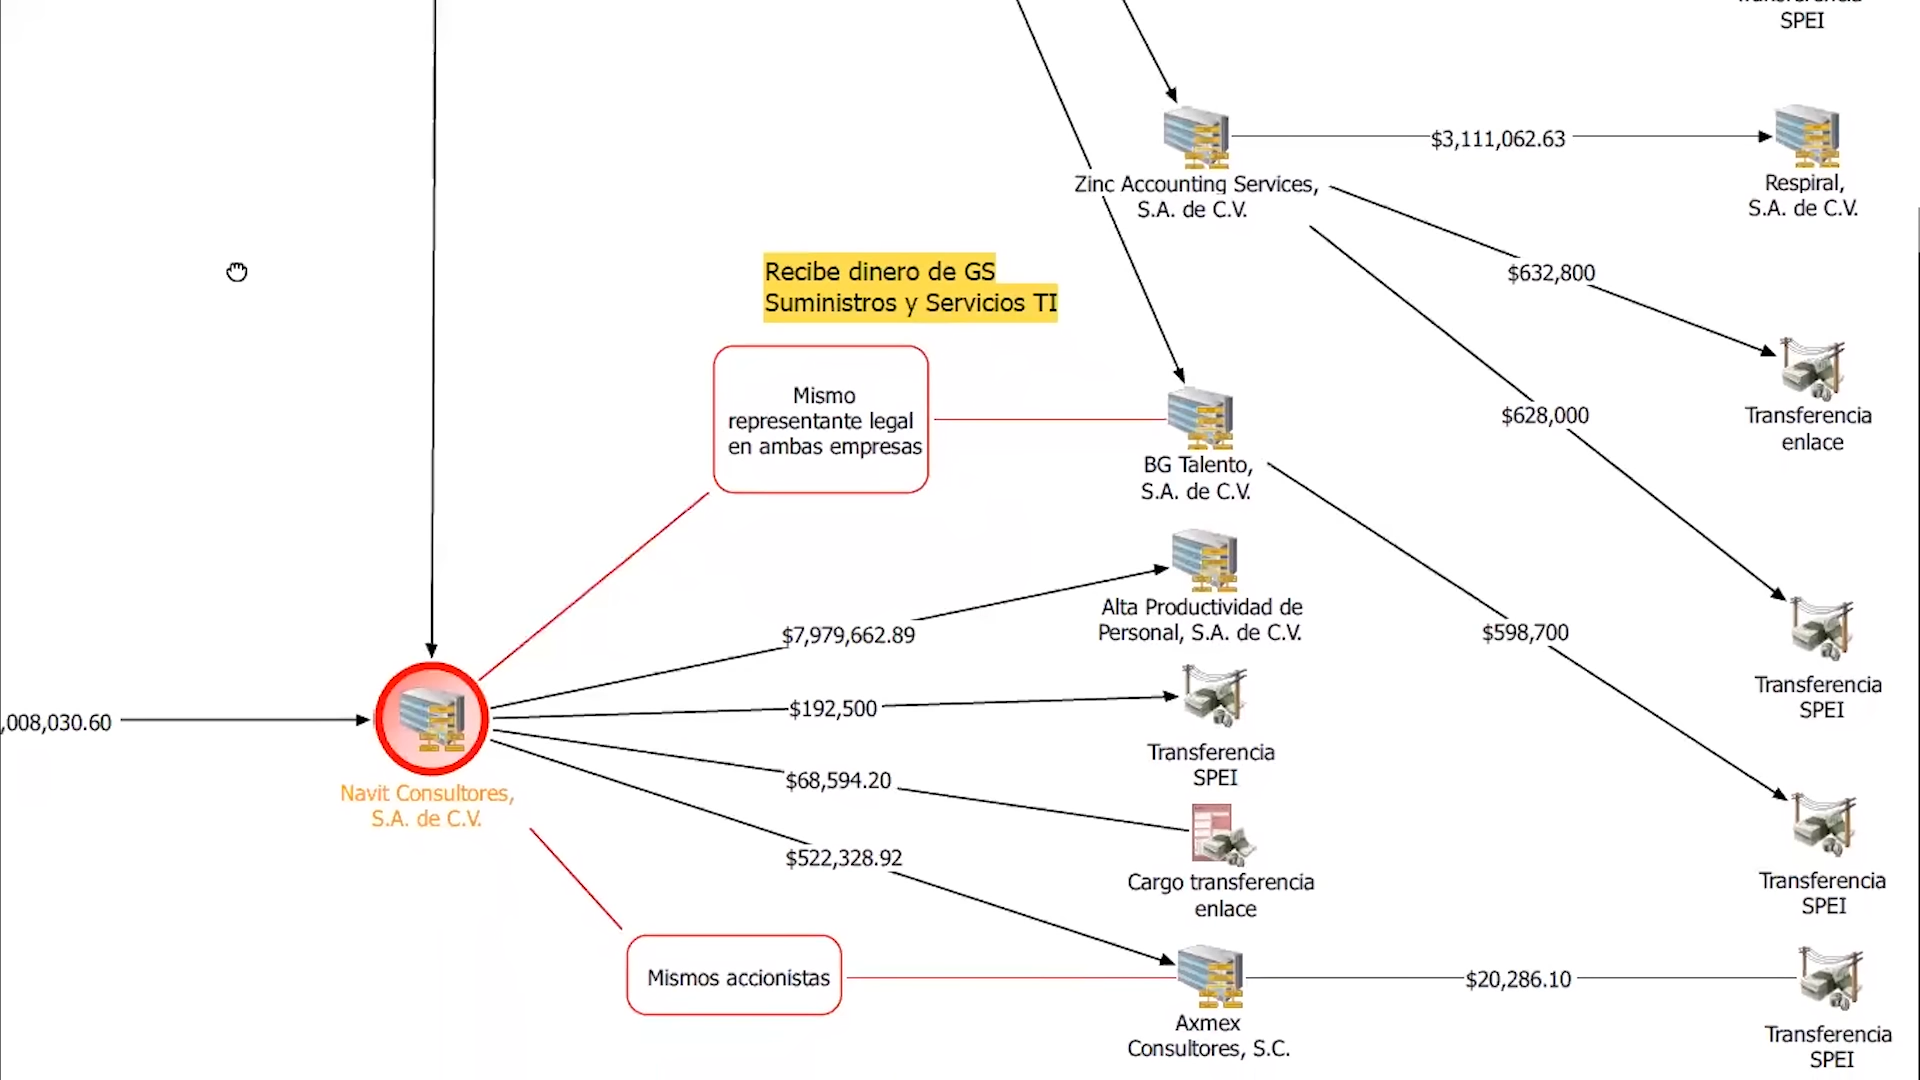 SPEI
$3,111,062.63
Zinc Accounting Services,
S.A. de C.V.
Respiral,
S.A. de C.V.
$632,800
Recibe dinero de GS
Suministros y Servicios TI
Mismo
representante legal
en ambas empresas
$628,000
Transferencia
enlace
BG Talento,
S.A. de C.V.
Alta Productividad de
Personal, S.A. de C.V.
$7,979,662.89
$598,700
Transferencia
SPEI
$192,500
,008,030.60
Transferencia
SPEI
$68,594.20
Navit Consultores,
S.A. de C.V.
$522,328.92
Cargo transferencia
enlace
Transferencia
SPEI
Mismos accionistas
$20,286.10
Axmex
Consultores, S.C.
Transferencia
SPEI